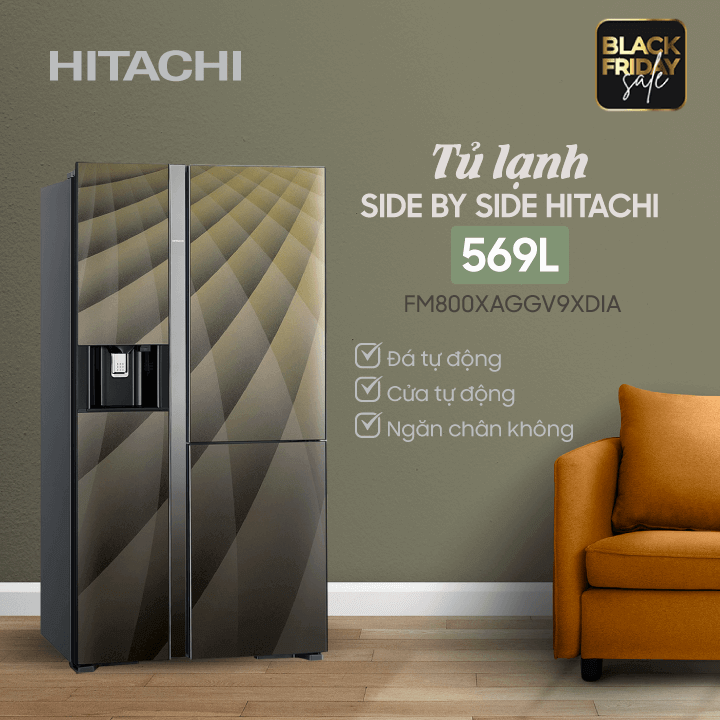 HITACHI
BLACK
FRIDAY
sale
Tủ lạnh
SIDE BY SIDE HITACHI
569L
FM800XAGGV9XDIA
Đá tự động
Cửa tự động
Ngăn chân không